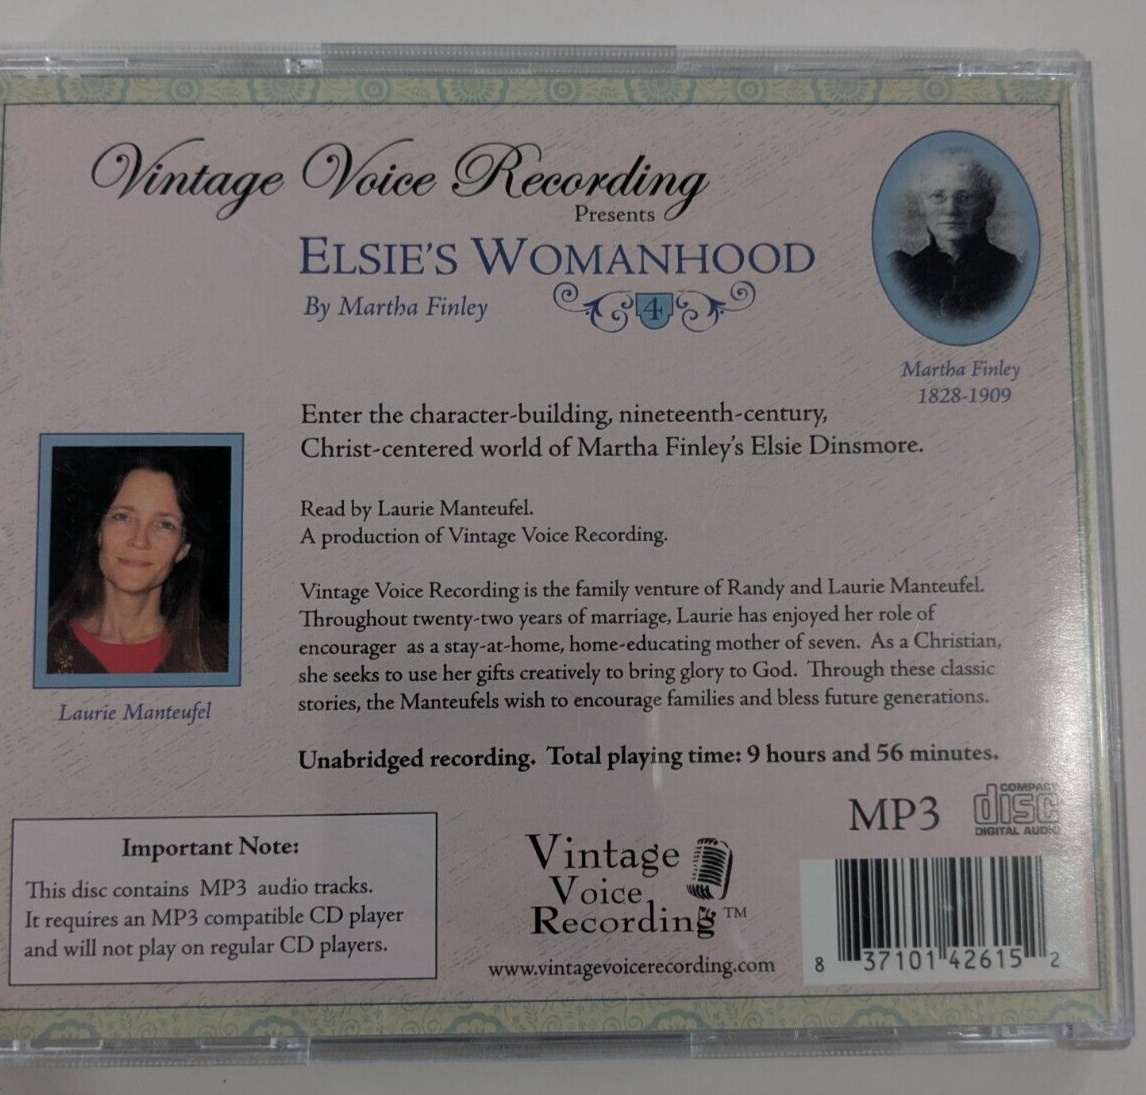 Vintage Voice Recording
Presents
ELSIE'S WOMANHOOD
By Martha Finley
4
Martha Finley
1828-1909
Enter the character-building, nineteenth-century,
Christ-centered world of Martha Finley's Elsie Dinsmore.
Read by Laurie Manteufel.
A production of Vintage Voice Recording.
Laurie Manteufel
Vintage Voice Recording is the family venture of Randy and Laurie Manteufel.
Throughout twenty-two years of marriage, Laurie has enjoyed her role of
encourager as a stay-at-home, home-educating mother of seven. As a Christian,
she seeks to use her gifts creatively to bring glory to God. Through these classic
stories, the Manteufels wish to encourage families and bless future generations.
Unabridged recording. Total playing time: 9 hours and 56 minutes.
MP3
COMPACT
disc
DIGITAL AUDIO
Important Note:
This disc contains MP3 audio tracks.
It requires an MP3 compatible CD player
and will not play on regular CD players.
Vintage
Voice
Recording™
www.vintagevoicerecording.com
8 37101 42615 2